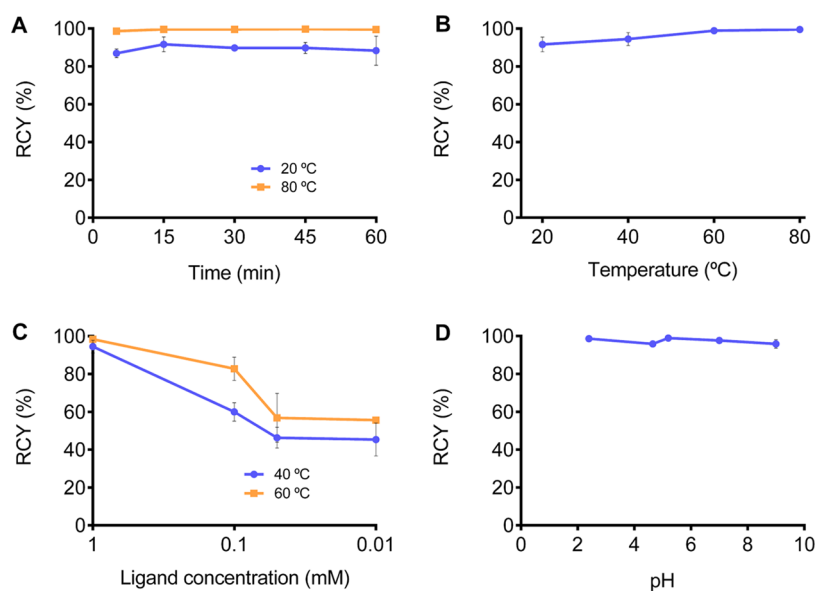 A
RCY (%)
100
80
60
40
20
0
20 ºC
80 ºC
0 15 30 45 60
Time (min)
B
RCY (%)
100
80
60
40
20
0
20 40 60 80
Temperature (ºC)
C
RCY (%)
100
80
60
40
20
0
40 ºC
60 ºC
1 0.1 0.01
Ligand concentration (mM)
D
RCY (%)
100
80
60
40
20
0
0 2 4 6 8 10
pH